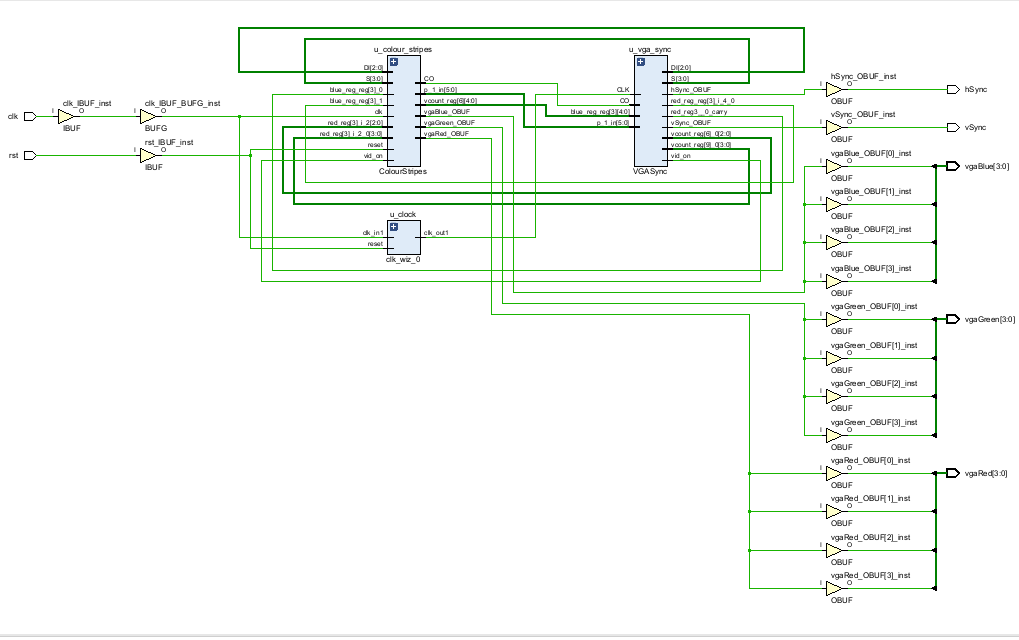 clk
clk_IBUF_inst
I
O
IBUF
clk_IBUF_BUFG_inst
I
O
BUFG
rst
rst_IBUF_inst
I
O
IBUF
u_colour_stripes
DI[2:0]
S[3:0]
blue_reg_reg[3]_0
blue_reg_reg[3]_1
clk
red_reg[3]_i_2[2:0]
red_reg[3]_i_2_0[3:0]
reset
vid_on
CO
p_1_in[5:0]
vcount_reg[6][4:0]
vgaBlue_OBUF
vgaGreen_OBUF
vgaRed_OBUF
ColourStripes
u_clock
clk_in1
reset
clk_out1
clk_wiz_0
u_vga_sync
CLK
CO
blue_reg_reg[3][4:0]
p_1_in[5:0]
DI[2:0]
S[3:0]
hSync_OBUF
red_reg_reg[3]_i_4_0
red_reg3__0_carry
vSync_OBUF
vcount_reg[6]_0[2:0]
vcount_reg[9]_0[3:0]
vid_on
VGASync
hSync_OBUF_inst
I
O
OBUF
hSync
vSync_OBUF_inst
I
O
OBUF
vSync
vgaBlue_OBUF[0]_inst
I
O
OBUF
vgaBlue[3:0]
vgaBlue_OBUF[1]_inst
I
O
OBUF
vgaBlue_OBUF[2]_inst
I
O
OBUF
vgaBlue_OBUF[3]_inst
I
O
OBUF
vgaGreen_OBUF[0]_inst
I
O
OBUF
vgaGreen[3:0]
vgaGreen_OBUF[1]_inst
I
O
OBUF
vgaGreen_OBUF[2]_inst
I
O
OBUF
vgaGreen_OBUF[3]_inst
I
O
OBUF
vgaRed_OBUF[0]_inst
I
O
OBUF
vgaRed[3:0]
vgaRed_OBUF[1]_inst
I
O
OBUF
vgaRed_OBUF[2]_inst
I
O
OBUF
vgaRed_OBUF[3]_inst
I
O
OBUF